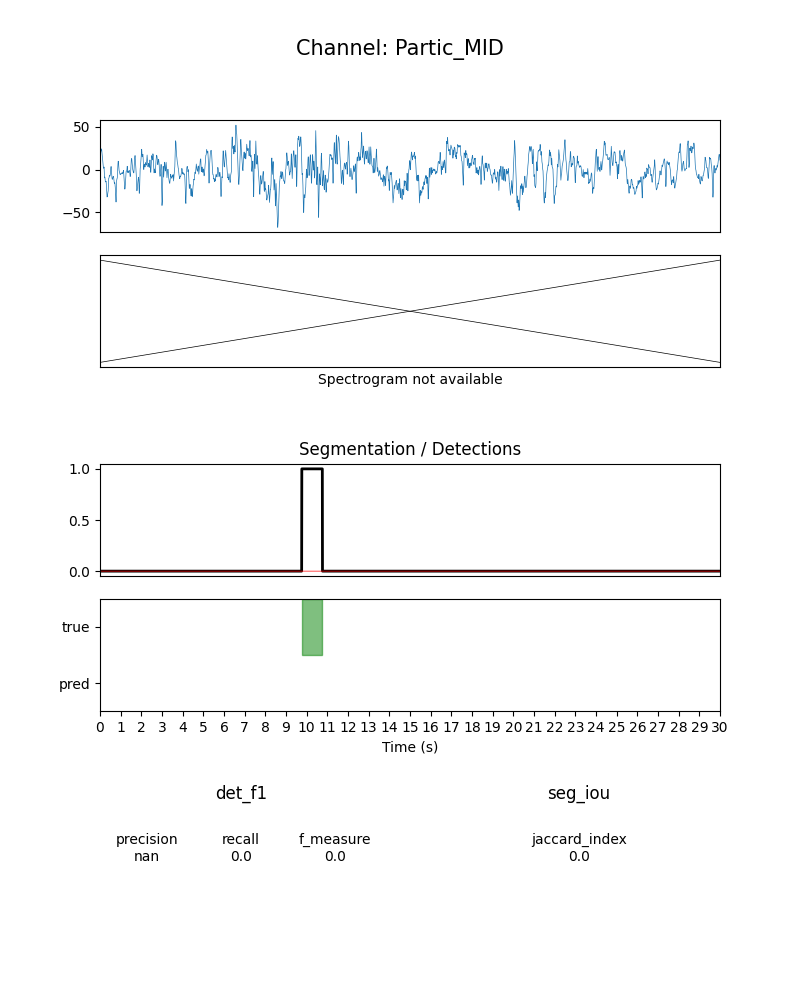 Channel: Partic_MID
50
0
−50
Spectrogram not available
Segmentation / Detections
1.0
0.5
0.0
true
pred
0 1 2 3 4 5 6 7 8 9 10 11 12 13 14 15 16 17 18 19 20 21 22 23 24 25 26 27 28 29 30
Time (s)
det_f1 seg_iou
precision recall f_measure jaccard_index
nan 0.0 0.0 0.0